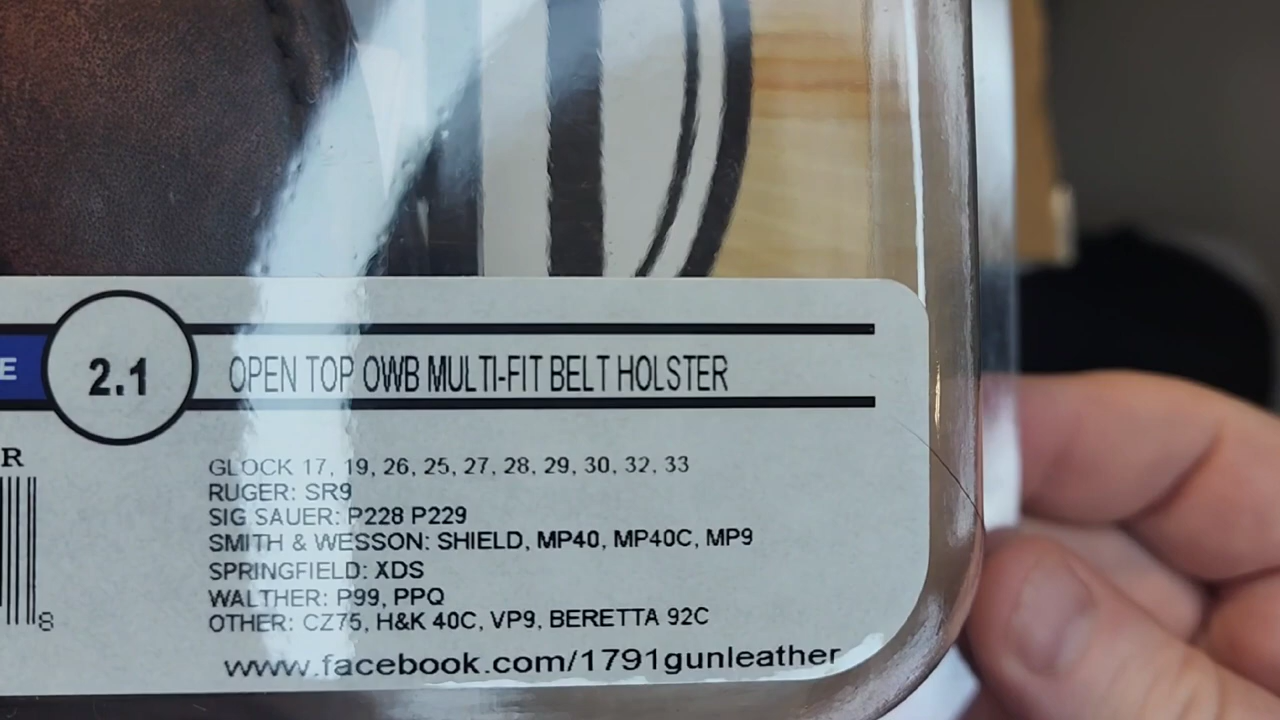 E
2.1
OPEN TOP OWB MULTI-FIT BELT HOLSTER
R
GLOCK 17, 19, 26, 25, 27, 28, 29, 30, 32, 33
RUGER: SR9
SIG SAUER: P228 P229
SMITH & WESSON: SHIELD, MP40, MP40C, MP9
SPRINGFIELD: XDS
WALTHER: P99, PPQ
OTHER: CZ75, H&K 40C, VP9, BERETTA 92C
8
www.facebook.com/1791gunleather